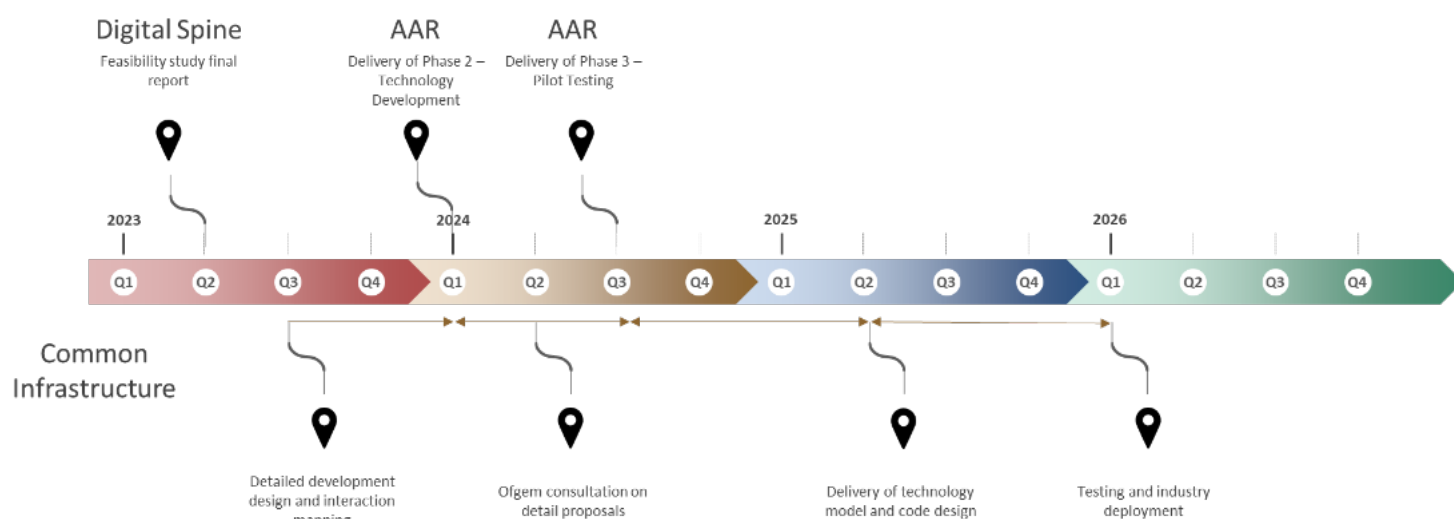 Digital Spine
Feasibility study final
report
AAR
Delivery of Phase 2 –
Technology
Development
AAR
Delivery of Phase 3 –
Pilot Testing
2023
2024
2025
2026
Q1
Q2
Q3
Q4
Q1
Q2
Q3
Q4
Q1
Q2
Q3
Q4
Q1
Q2
Q3
Q4
Common
Infrastructure
Detailed development
design and interaction
mapping
Ofgem consultation on
detail proposals
Delivery of technology
model and code design
Testing and industry
deployment